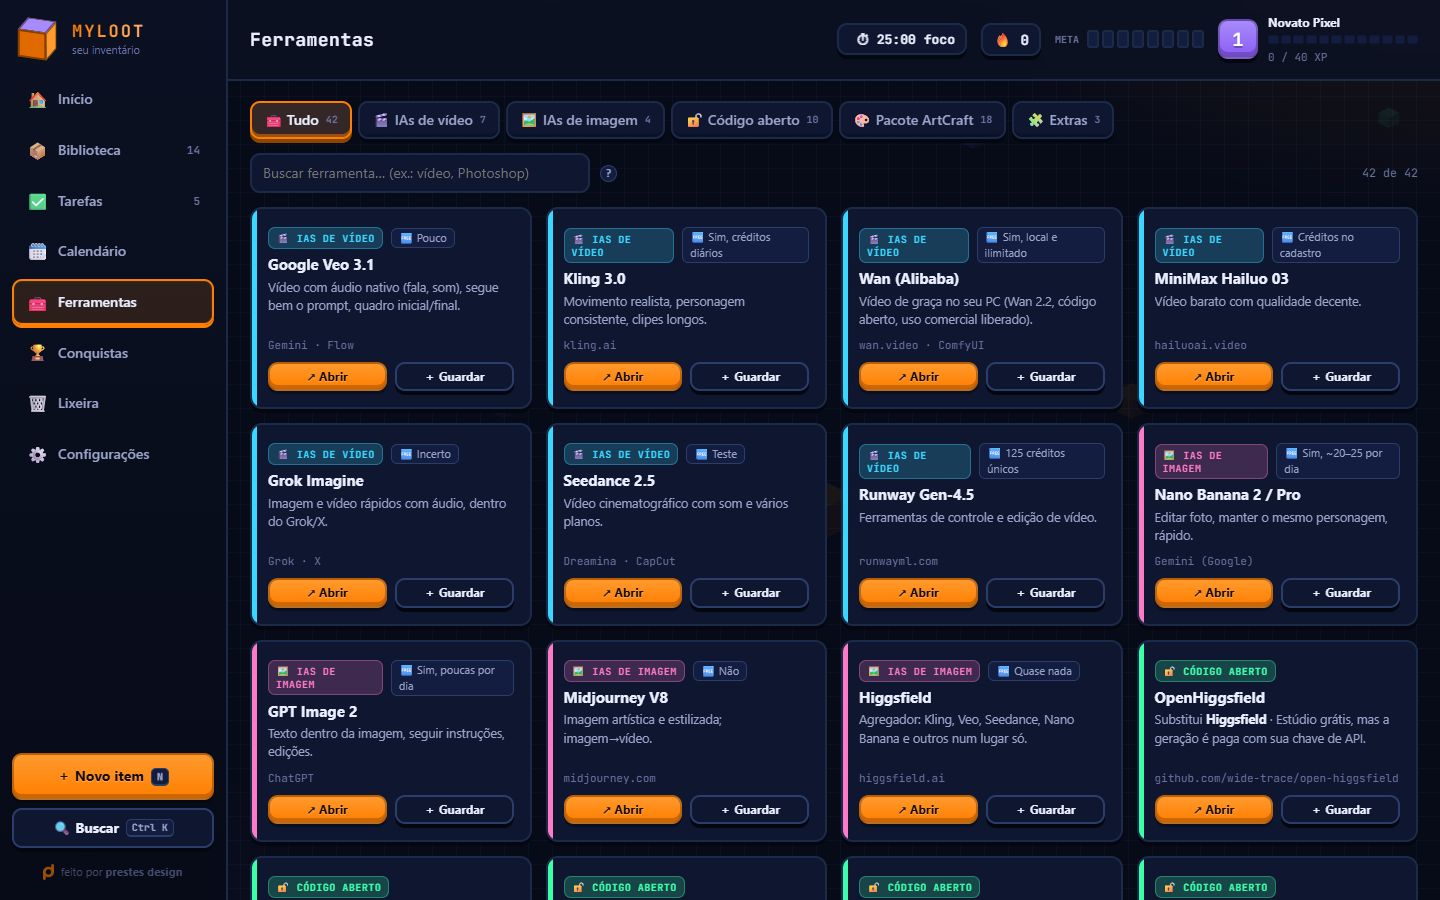 MYLOOT
seu inventário
Início
Biblioteca 14
Tarefas 5
Calendário
Ferramentas
Conquistas
Lixeira
Configurações
+ Novo item N
Buscar Ctrl K
feito por prestes design
Ferramentas
25:00 foco
0
META
1
Novato Pixel
0 / 40 XP
Tudo 42
IAs de vídeo 7
IAs de imagem 4
Código aberto 10
Pacote ArtCraft 18
Extras 3
Buscar ferramenta... (ex.: vídeo, Photoshop)
?
42 de 42
IAS DE VÍDEO
FREE Pouco
Google Veo 3.1
Vídeo com áudio nativo (fala, som), segue
bem o prompt, quadro inicial/final.
Gemini · Flow
↗ Abrir
+ Guardar
IAS DE
VÍDEO
FREE Sim, créditos
diários
Kling 3.0
Movimento realista, personagem
consistente, clipes longos.
kling.ai
↗ Abrir
+ Guardar
IAS DE
VÍDEO
FREE Sim, local e
ilimitado
Wan (Alibaba)
Vídeo de graça no seu PC (Wan 2.2, código
aberto, uso comercial liberado).
wan.video · ComfyUI
↗ Abrir
+ Guardar
IAS DE
VÍDEO
FREE Créditos no
cadastro
MiniMax Hailuo 03
Vídeo barato com qualidade decente.
hailuoai.video
↗ Abrir
+ Guardar
IAS DE VÍDEO
FREE Incerto
Grok Imagine
Imagem e vídeo rápidos com áudio, dentro
do Grok/X.
Grok · X
↗ Abrir
+ Guardar
IAS DE VÍDEO
FREE Teste
Seedance 2.5
Vídeo cinematográfico com som e vários
planos.
Dreamina · CapCut
↗ Abrir
+ Guardar
IAS DE
VÍDEO
FREE 125 créditos
únicos
Runway Gen-4.5
Ferramentas de controle e edição de vídeo.
runwayml.com
↗ Abrir
+ Guardar
IAS DE
IMAGEM
FREE Sim, ~20–25 por
dia
Nano Banana 2 / Pro
Editar foto, manter o mesmo personagem,
rápido.
Gemini (Google)
↗ Abrir
+ Guardar
IAS DE
IMAGEM
FREE Sim, poucas por
dia
GPT Image 2
Texto dentro da imagem, seguir instruções,
edições.
ChatGPT
↗ Abrir
+ Guardar
IAS DE IMAGEM
FREE Não
Midjourney V8
Imagem artística e estilizada;
imagem→vídeo.
midjourney.com
↗ Abrir
+ Guardar
IAS DE IMAGEM
FREE Quase nada
Higgsfield
Agregador: Kling, Veo, Seedance, Nano
Banana e outros num lugar só.
higgsfield.ai
↗ Abrir
+ Guardar
CÓDIGO ABERTO
OpenHiggsfield
Substitui Higgsfield · Estúdio grátis, mas a
geração é paga com sua chave de API.
github.com/wide-trace/open-higgsfield
↗ Abrir
+ Guardar
CÓDIGO ABERTO
CÓDIGO ABERTO
CÓDIGO ABERTO
CÓDIGO ABERTO